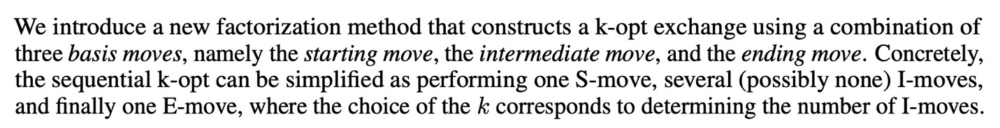 We introduce a new factorization method that constructs a k-opt exchange using a combination of
three basis moves, namely the starting move, the intermediate move, and the ending move. Concretely,
the sequential k-opt can be simplified as performing one S-move, several (possibly none) I-moves,
and finally one E-move, where the choice of the k corresponds to determining the number of I-moves.